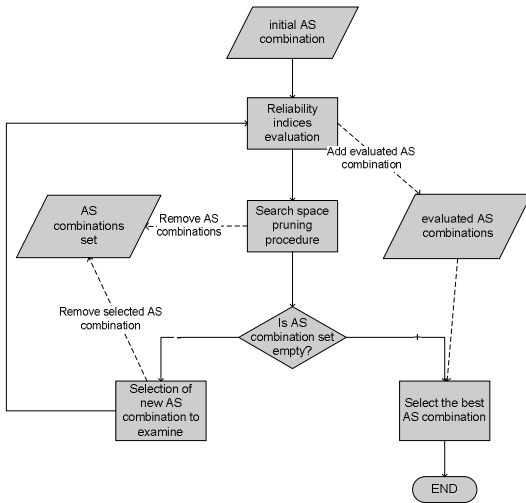 initial AS
combination
Reliability
indices
evaluation
Add evaluated AS
combination
AS
combinations
set
Remove AS
combinations
Search space
pruning
procedure
evaluated AS
combinations
Remove selected AS
combination
Is AS
combination set
empty?
-
+
Selection of
new AS
combination to
examine
Select the best
AS combination
END